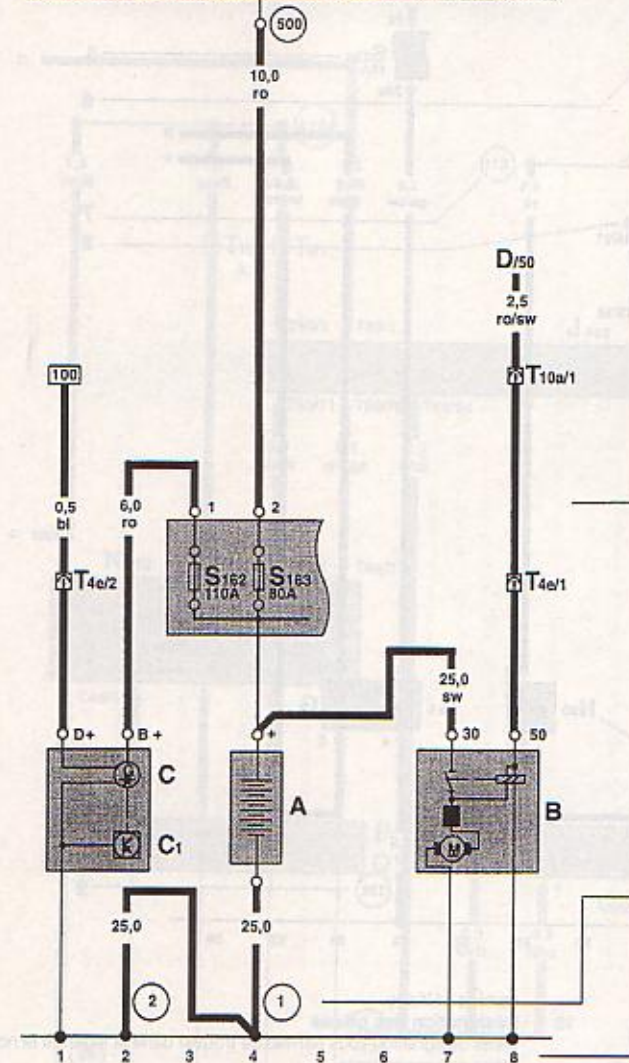 500
10,0
ro
D/50
2,5
ro/sw
100
T10a/1
0,5
bl
6,0
ro
1
2
T4e/2
S162
110A
S163
80A
T4e/1
25,0
sw
D+
B+
+
30
50
C
A
B
C1
K
M
25,0
25,0
2
1
1
2
3
4
5
6
7
8